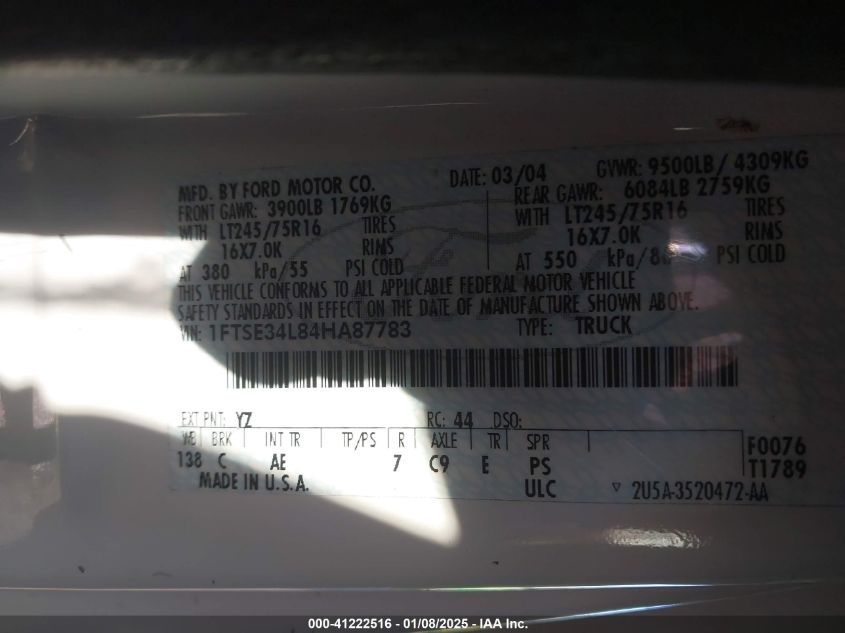 MFD. BY FORD MOTOR CO. DATE: 03/04 GVWR: 9500LB/ 4309KG
FRONT GAWR: 3900LB 1769KG REAR GAWR: 6084LB 2759KG
WITH LT245/75R16 TIRES WITH LT245/75R16 TIRES
16X7.0K RIMS 16X7.0K RIMS
AT 380 kPa/55 PSI COLD AT 550 kPa/80 PSI COLD
THIS VEHICLE CONFORMS TO ALL APPLICABLE FEDERAL MOTOR VEHICLE
SAFETY STANDARDS IN EFFECT ON THE DATE OF MANUFACTURE SHOWN ABOVE.
VIN: 1FTSE34L84HA87783 TYPE: TRUCK
EXT PNT: YZ RC: 44 DSO:
WB BRK INT TR TP/PS R AXLE TR SPR F0076
138 C AE 7 C9 E PS T1789
MADE IN U.S.A. ULC ▽ 2U5A-3520472-AA
000-41222516 - 01/08/2025 - IAA Inc.